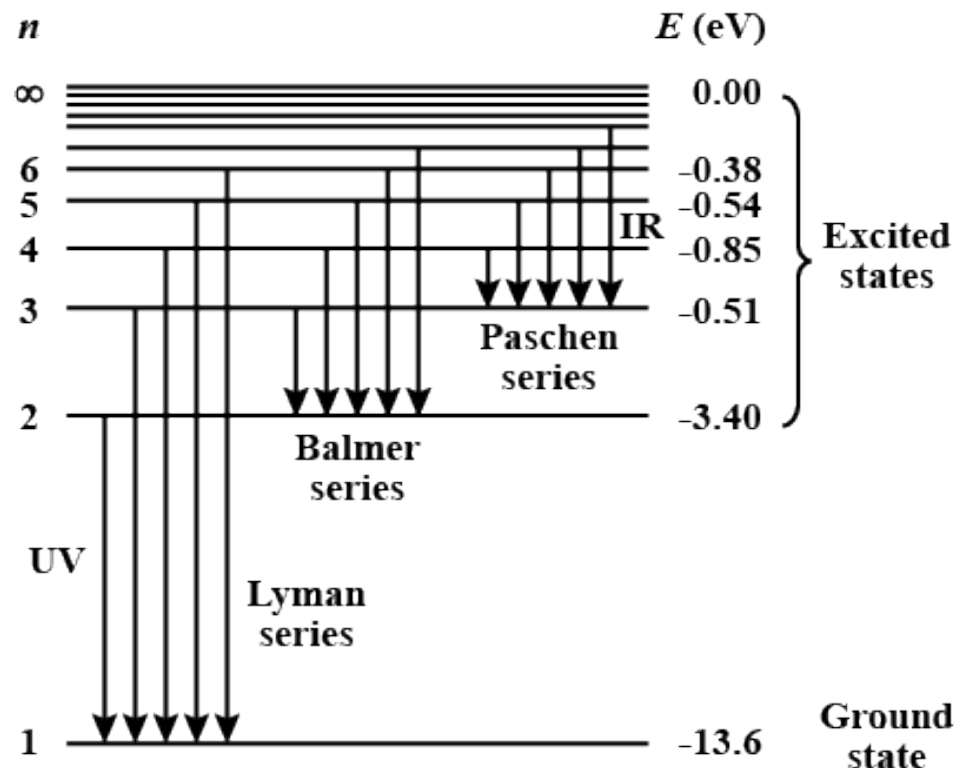 n E (eV)
∞ 0.00
6 -0.38
5 -0.54
IR
4 -0.85
Excited
states
3 -0.51
Paschen
series
2 -3.40
Balmer
series
UV
Lyman
series
Ground
state
1 -13.6